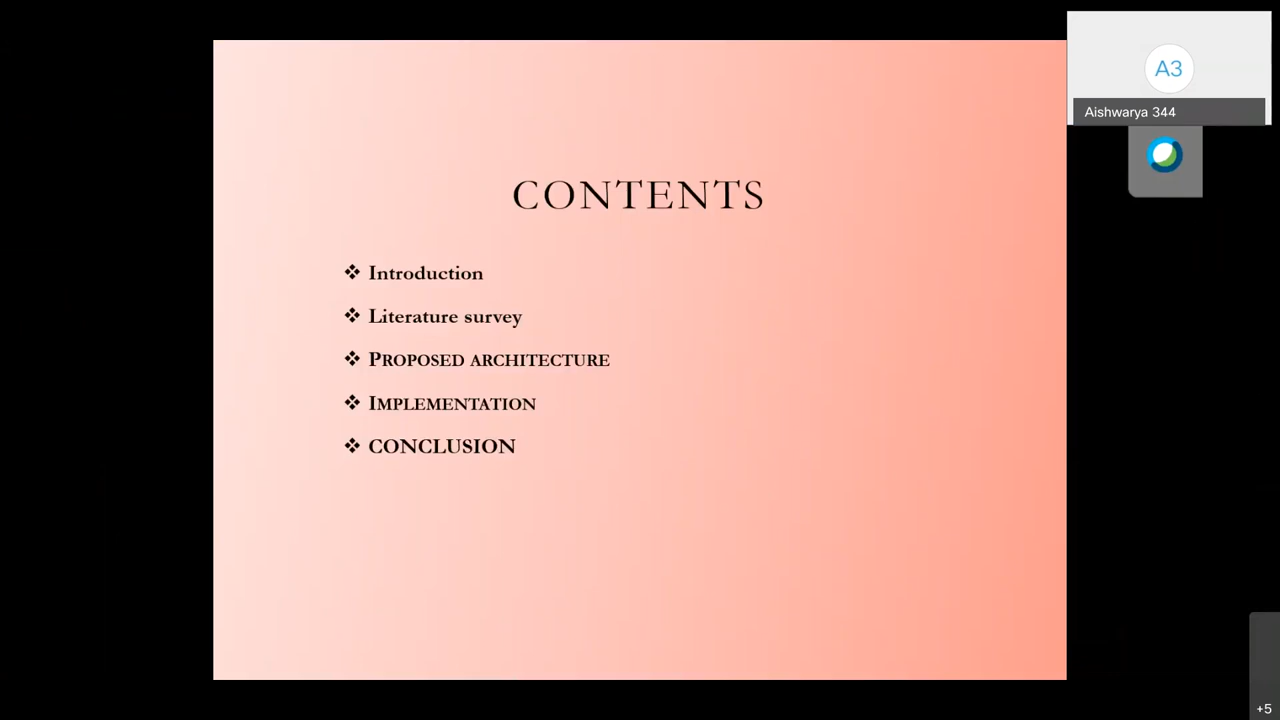 CONTENTS
❖ Introduction
❖ Literature survey
❖ PROPOSED ARCHITECTURE
❖ IMPLEMENTATION
❖ CONCLUSION
A3
Aishwarya 344
+5